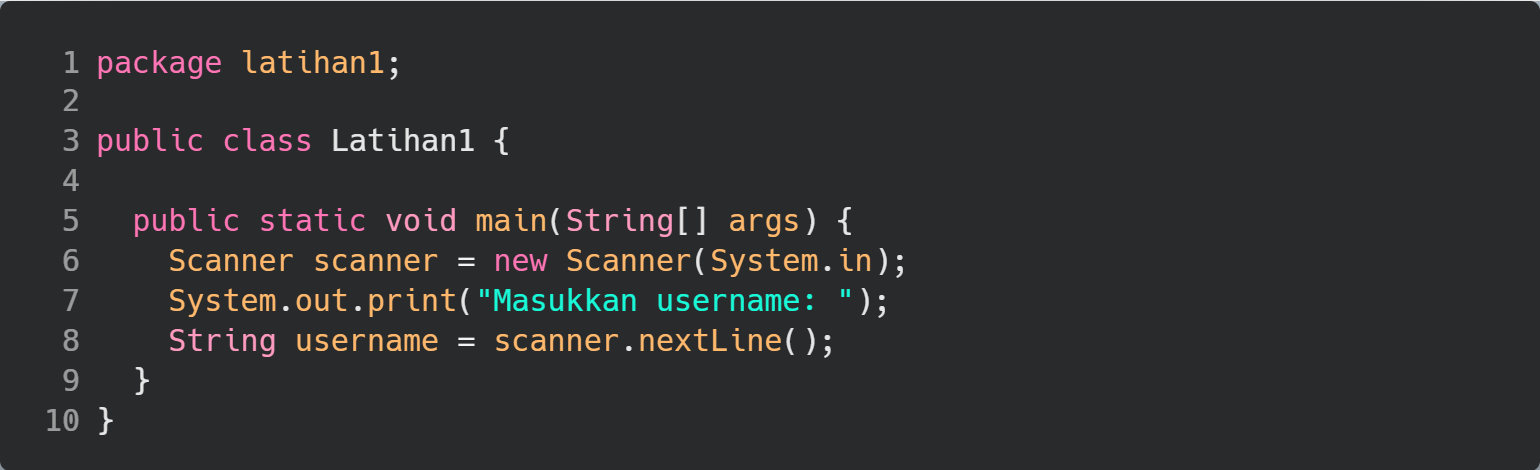 1 package latihan1;
2
3 public class Latihan1 {
4
5   public static void main(String[] args) {
6     Scanner scanner = new Scanner(System.in);
7     System.out.print("Masukkan username: ");
8     String username = scanner.nextLine();
9   }
10 }